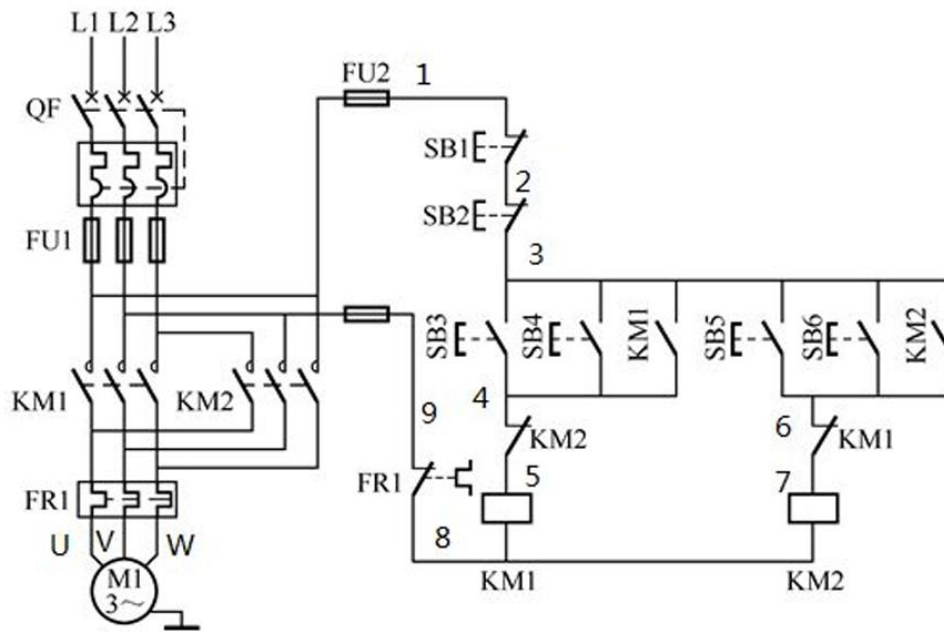 L1 L2 L3
FU2 1
QF
SB1
2
SB2
FU1
3
SB3 SB4 KM1 SB5 SB6 KM2
KM1 KM2
4
9 KM2 6 KM1
FR1 5 7
FR1
U V W 8
M1 KM1 KM2
3~